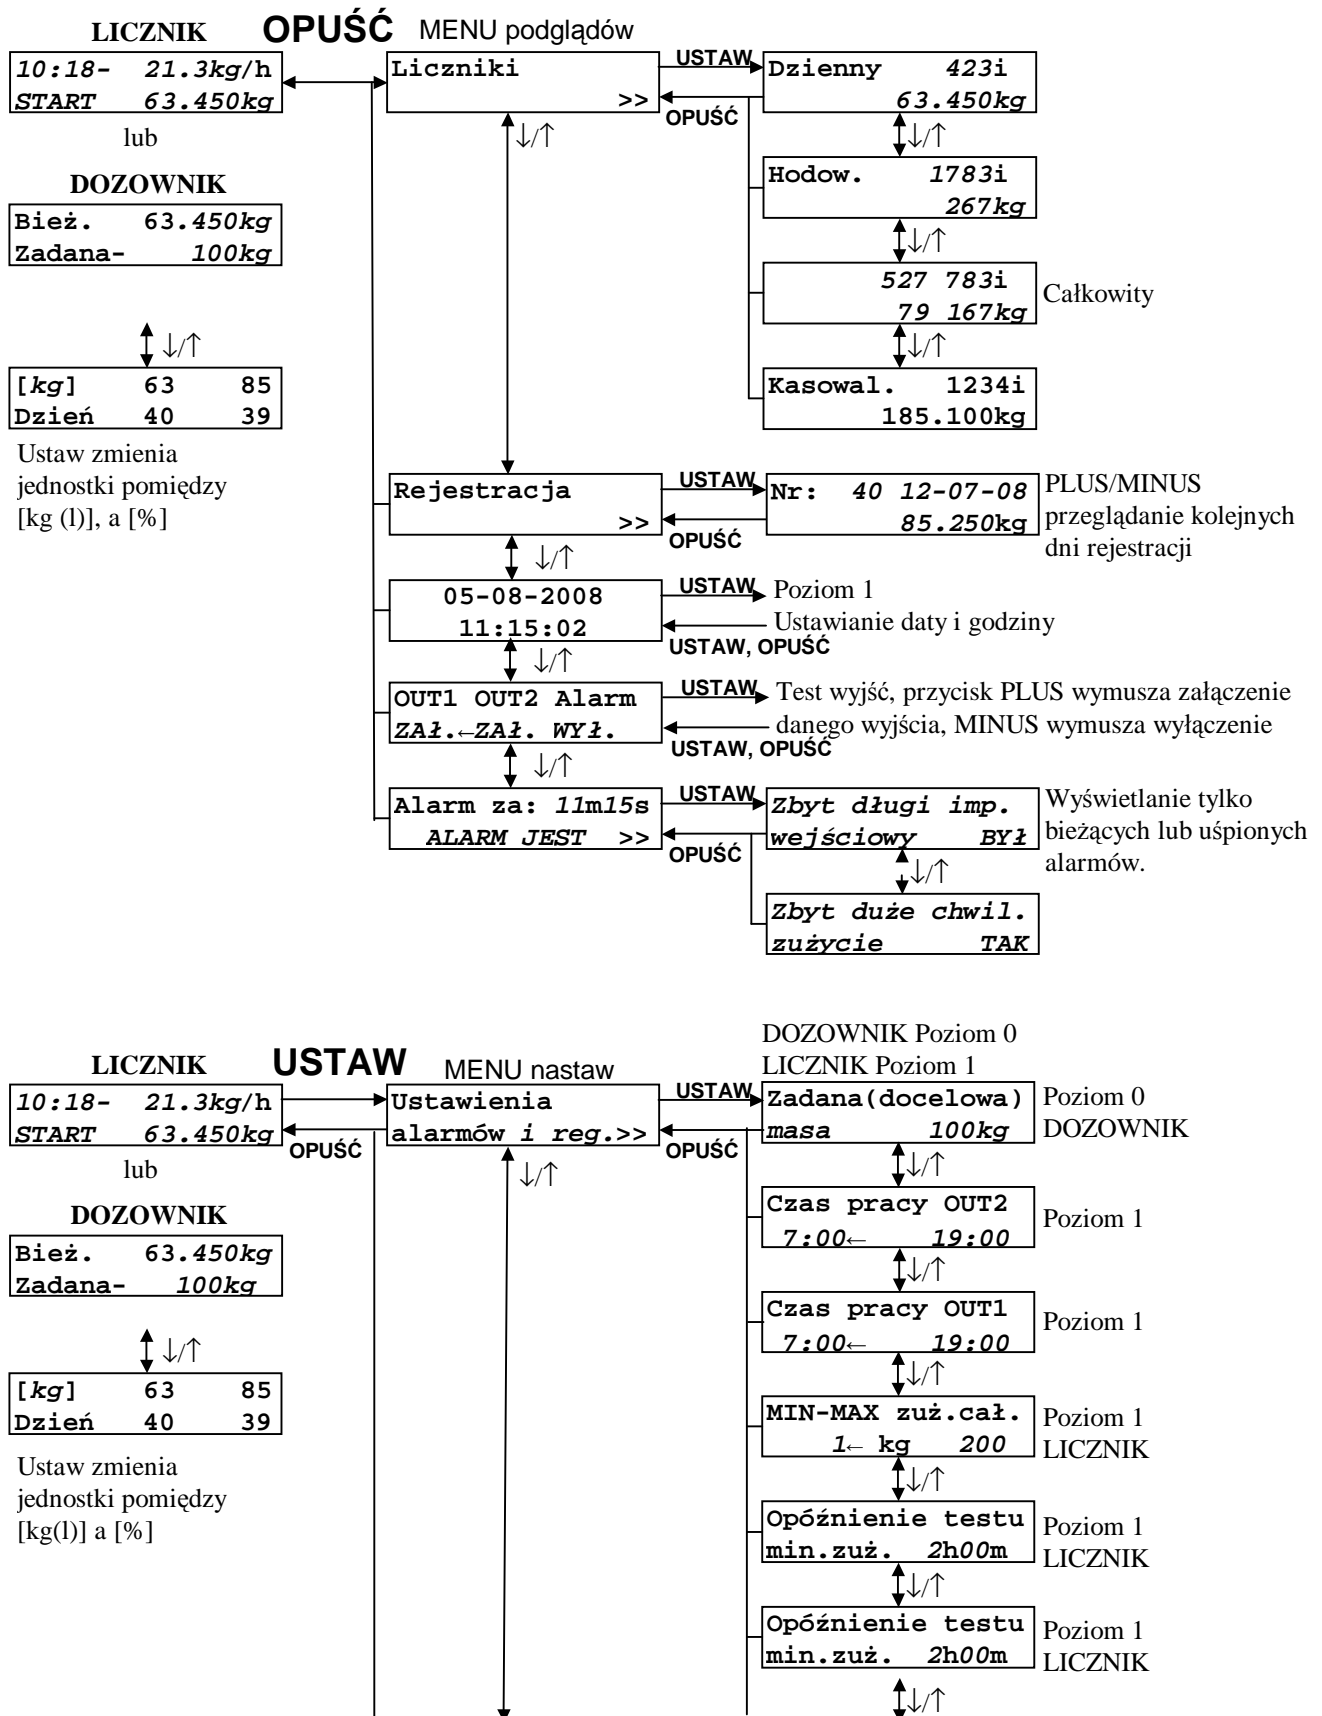 LICZNIK
OPUŚĆ
MENU podglądów
10:18- 21.3kg/h
START 63.450kg
lub
DOZOWNIK
Bież. 63.450kg
Zadana- 100kg
↓/↑
[kg] 63 85
Dzień 40 39
Ustaw zmienia
jednostki pomiędzy
[kg (l)], a [%]
Liczniki
>>
USTAW
OPUŚĆ
↓/↑
Dzienny 423i
63.450kg
↓/↑
Hodow. 1783i
267kg
↓/↑
527 783i
79 167kg
Całkowity
↓/↑
Kasowal. 1234i
185.100kg
Rejestracja
>>
USTAW
OPUŚĆ
Nr: 40 12-07-08
85.250kg
PLUS/MINUS
przeglądanie kolejnych
dni rejestracji
↓/↑
05-08-2008
11:15:02
USTAW
Poziom 1
Ustawianie daty i godziny
USTAW, OPUŚĆ
↓/↑
OUT1 OUT2 Alarm
ZAŁ.←ZAŁ. WYŁ.
USTAW
Test wyjść, przycisk PLUS wymusza załączenie
danego wyjścia, MINUS wymusza wyłączenie
USTAW, OPUŚĆ
↓/↑
Alarm za: 11m15s
ALARM JEST >>
USTAW
OPUŚĆ
Zbyt długi imp.
wejściowy BYŁ
Wyświetlanie tylko
bieżących lub uśpionych
alarmów.
↓/↑
Zbyt duże chwil.
zużycie TAK
DOZOWNIK Poziom 0
LICZNIK Poziom 1
LICZNIK
USTAW
MENU nastaw
10:18- 21.3kg/h
START 63.450kg
OPUŚĆ
lub
DOZOWNIK
Bież. 63.450kg
Zadana- 100kg
↓/↑
[kg] 63 85
Dzień 40 39
Ustaw zmienia
jednostki pomiędzy
[kg(l)] a [%]
Ustawienia
alarmów i reg.>>
USTAW
OPUŚĆ
↓/↑
Zadana(docelowa)
masa 100kg
Poziom 0
DOZOWNIK
↓/↑
Czas pracy OUT2
7:00← 19:00
Poziom 1
↓/↑
Czas pracy OUT1
7:00← 19:00
Poziom 1
↓/↑
MIN-MAX zuż.cał.
1← kg 200
Poziom 1
LICZNIK
↓/↑
Opóźnienie testu
min.zuż. 2h00m
Poziom 1
LICZNIK
↓/↑
Opóźnienie testu
min.zuż. 2h00m
Poziom 1
LICZNIK
↓/↑